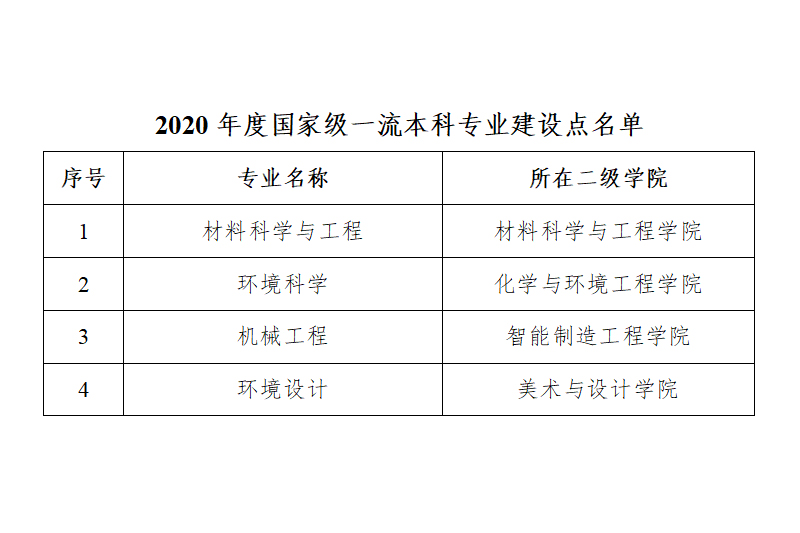 2020 年度国家级一流本科专业建设点名单
序号 专业名称 所在二级学院
1 材料科学与工程 材料科学与工程学院
2 环境科学 化学与环境工程学院
3 机械工程 智能制造工程学院
4 环境设计 美术与设计学院